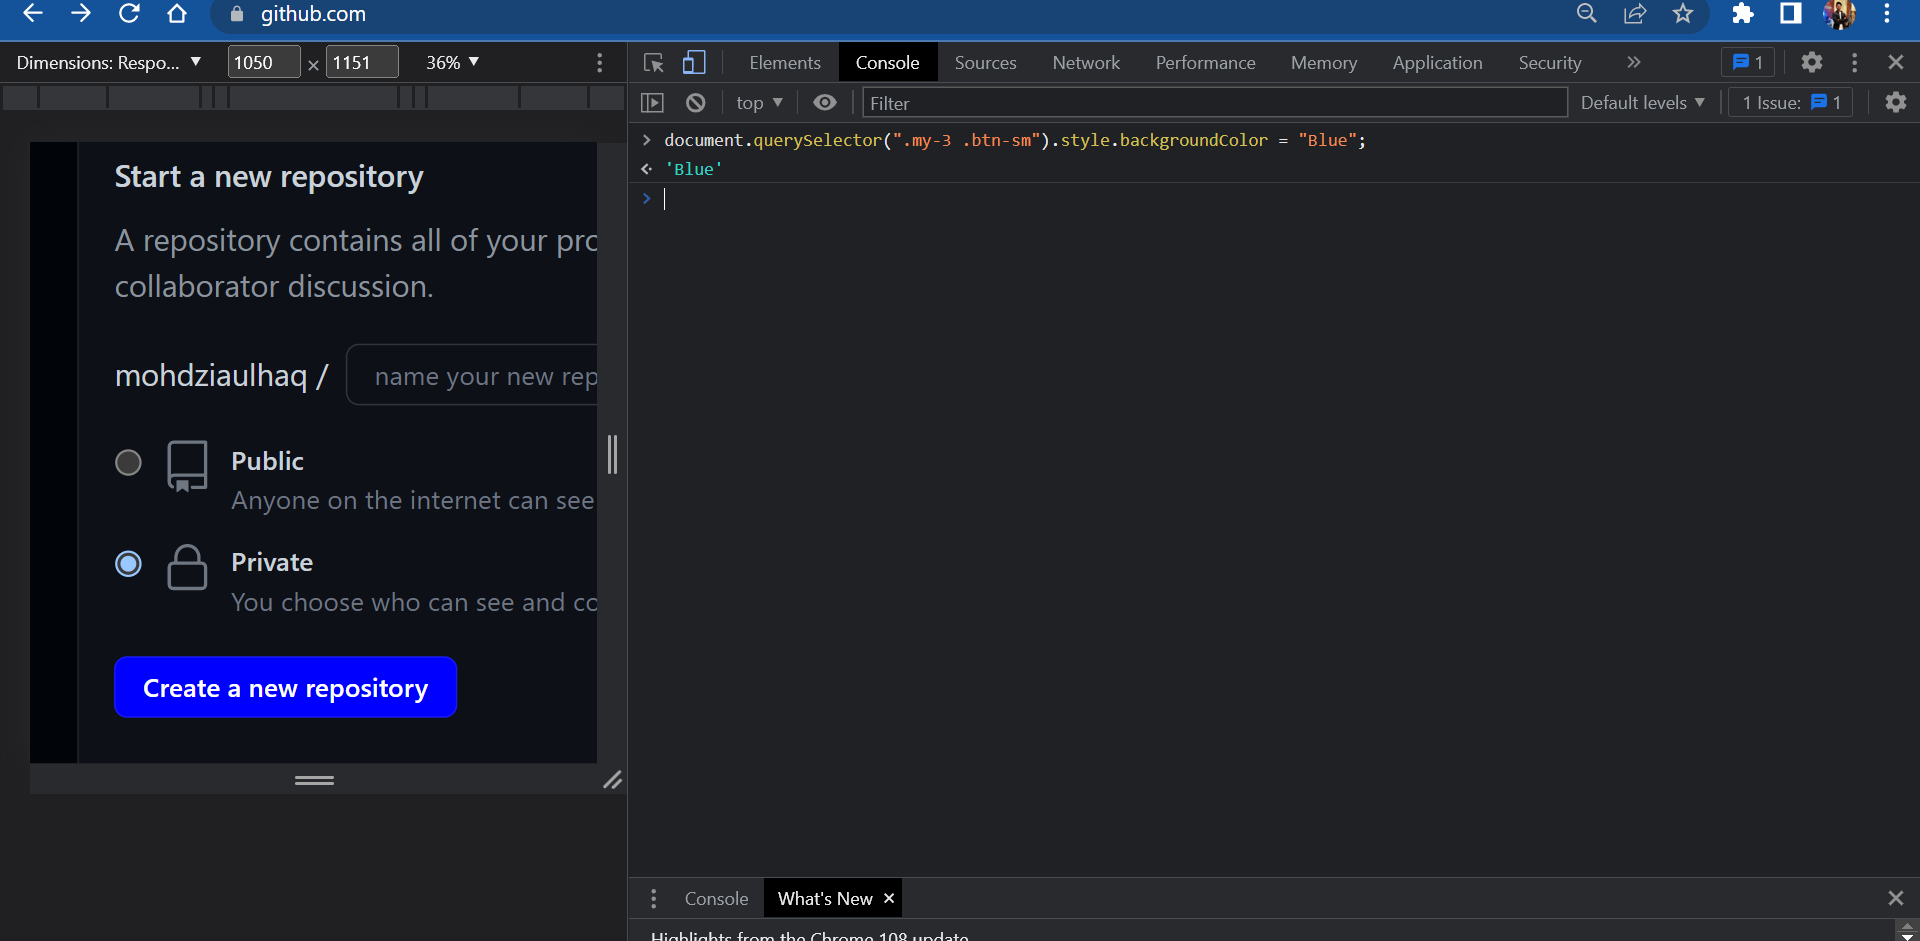 github.com
Dimensions: Respo... ▼ 1050 × 1151 36% ▼
Elements Console Sources Network Performance Memory Application Security » 1
top ▼ Filter Default levels ▼ 1 Issue: 1
> document.querySelector(".my-3 .btn-sm").style.backgroundColor = "Blue";
'Blue'
>
Start a new repository
A repository contains all of your pro
collaborator discussion.
mohdziaulhaq / name your new rep
Public
Anyone on the internet can see
Private
You choose who can see and co
Create a new repository
Console What's New ×
Highlights from the Chrome 108 update